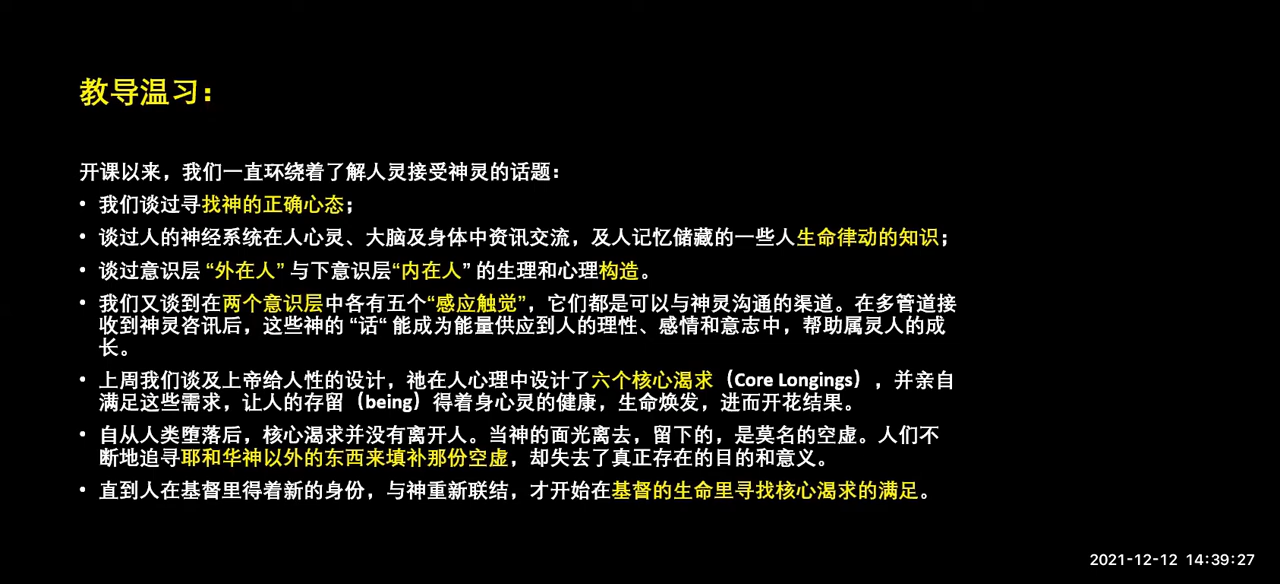 教导温习：
开课以来，我们一直环绕着了解人灵接受神灵的话题：
• 我们谈过寻找神的正确心态；
• 谈过人的神经系统在人心灵、大脑及身体中资讯交流，及人记忆储藏的一些人生命律动的知识；
• 谈过意识层 “外在人” 与下意识层“内在人” 的生理和心理构造。
• 我们又谈到在两个意识层中各有五个“感应触觉”，它们都是可以与神灵沟通的渠道。在多管道接
收到神灵咨讯后，这些神的 “话“ 能成为能量供应到人的理性、感情和意志中，帮助属灵人的成
长。
• 上周我们谈及上帝给人性的设计，祂在人心理中设计了六个核心渴求（Core Longings），并亲自
满足这些需求，让人的存留（being）得着身心灵的健康，生命焕发，进而开花结果。
• 自从人类堕落后，核心渴求并没有离开人。当神的面光离去，留下的，是莫名的空虚。人们不
断地追寻耶和华神以外的东西来填补那份空虚，却失去了真正存在的目的和意义。
• 直到人在基督里得着新的身份，与神重新联结，才开始在基督的生命里寻找核心渴求的满足。
2021-12-12 14:39:27